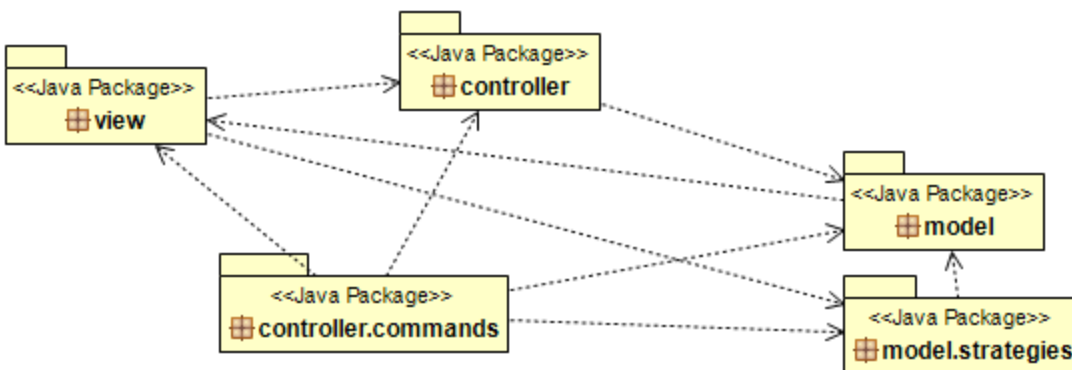 <<Java Package>>
controller
<<Java Package>>
view
<<Java Package>>
model
<<Java Package>>
controller.commands
<<Java Package>>
model.strategies